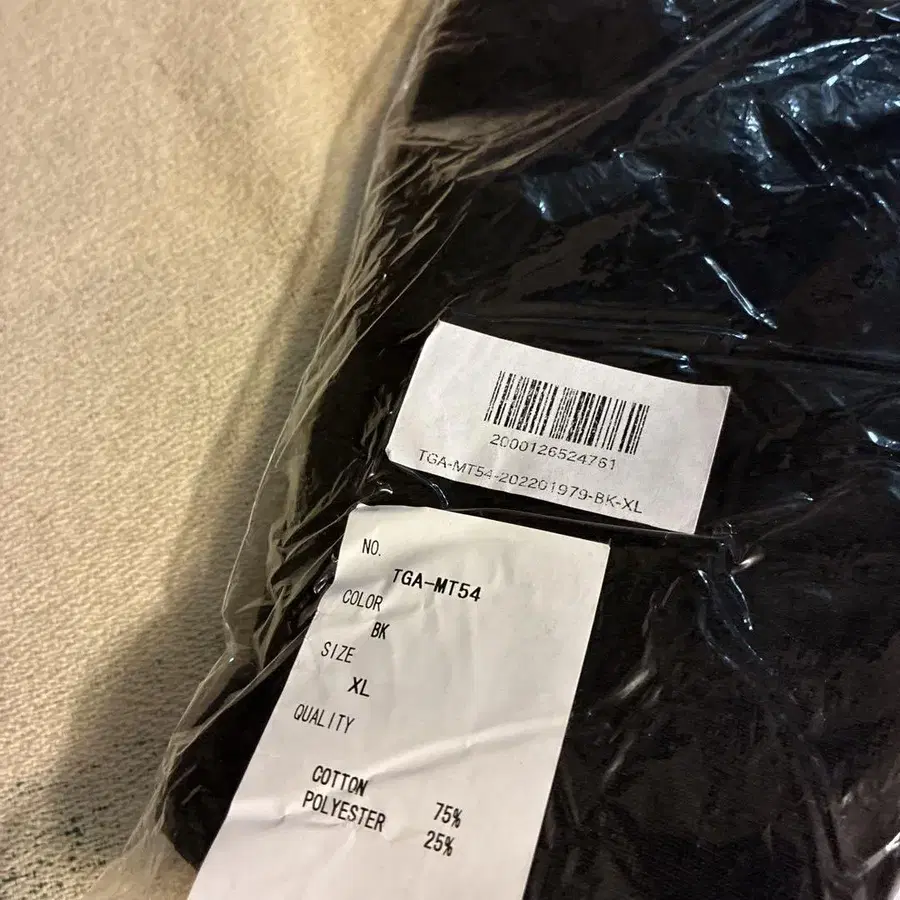 2000126524761
TGA-MT54-202201979-BK-XL
NO.
TGA-MT54
COLOR
BK
SIZE
XL
QUALITY
COTTON 75%
POLYESTER 25%